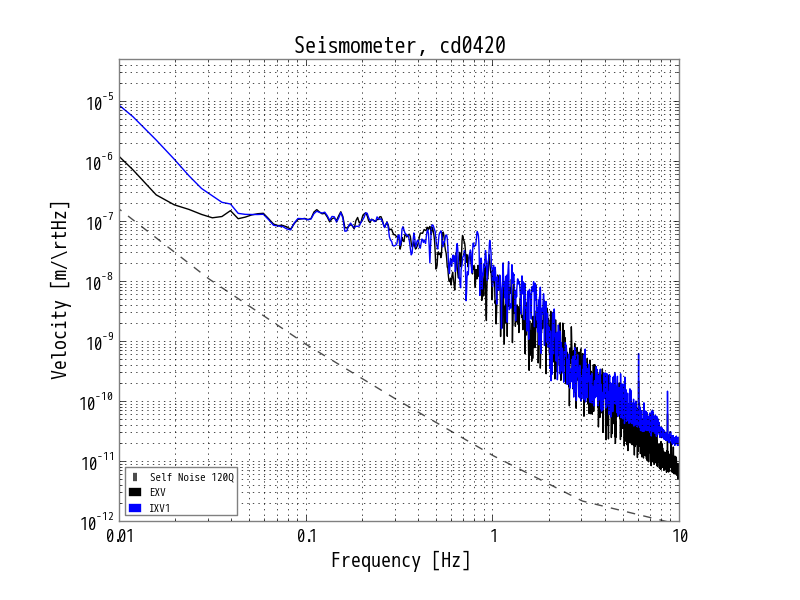 Seismometer, cd0420
Velocity [m/\rtHz]
10^-5
10^-6
10^-7
10^-8
10^-9
10^-10
10^-11
10^-12
Self Noise 120Q
EXV
IXV1
0.01
0.1
1
10
Frequency [Hz]